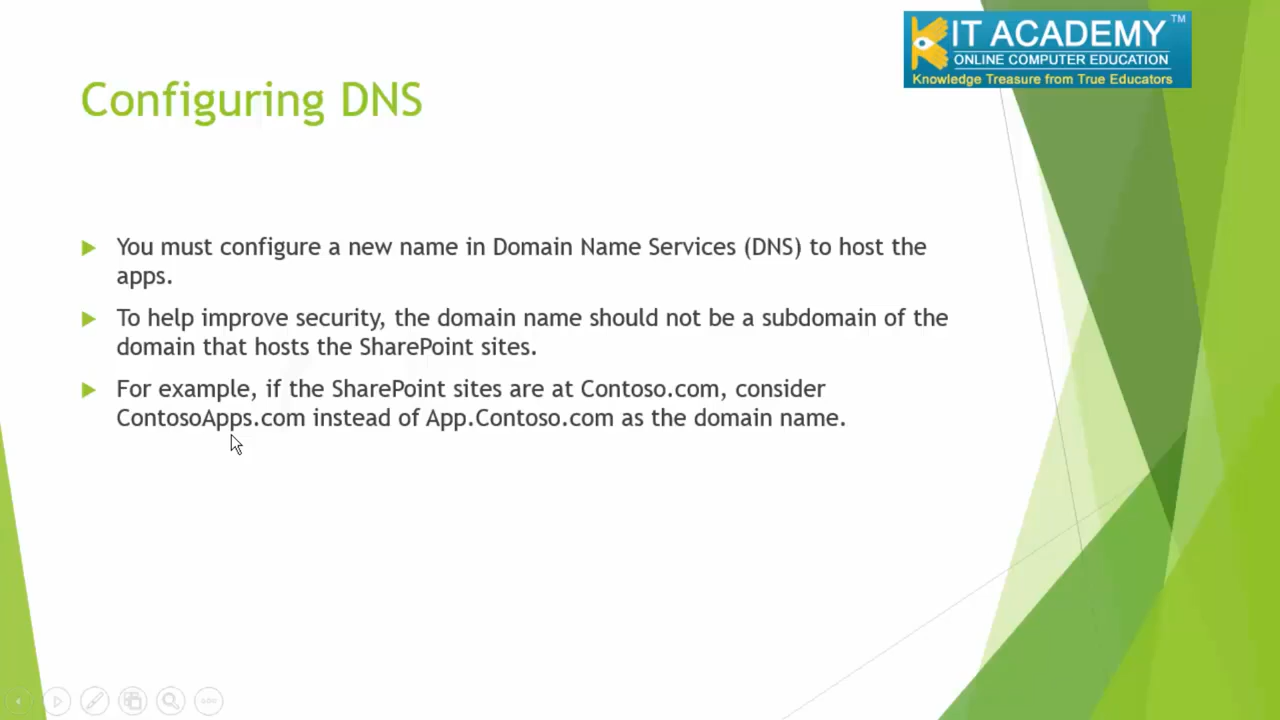 KIT ACADEMY TM
ONLINE COMPUTER EDUCATION
Knowledge Treasure from True Educators
Configuring DNS
You must configure a new name in Domain Name Services (DNS) to host the
apps.
To help improve security, the domain name should not be a subdomain of the
domain that hosts the SharePoint sites.
For example, if the SharePoint sites are at Contoso.com, consider
ContosoApps.com instead of App.Contoso.com as the domain name.